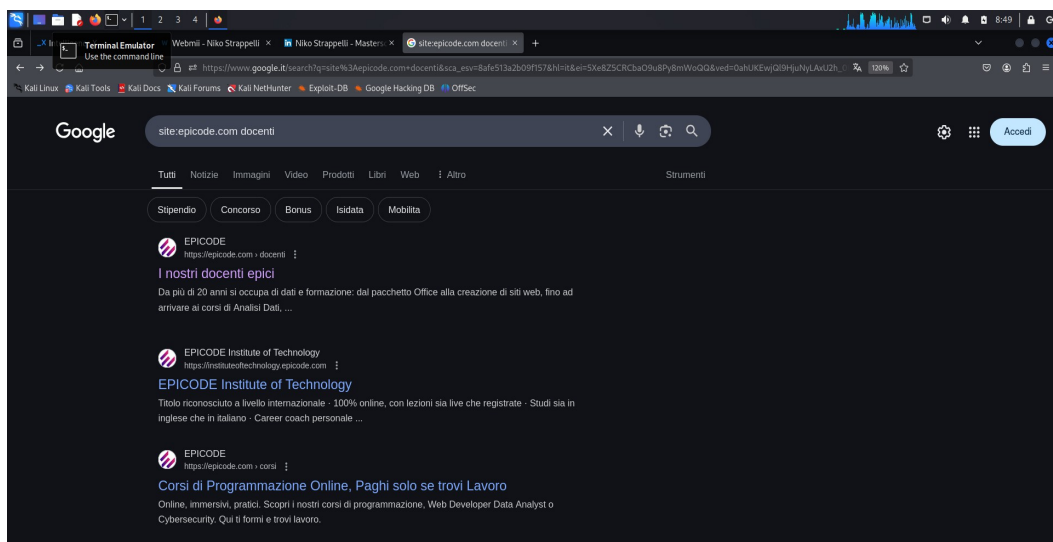 1 2 3 4
8:49
Terminal Emulator
Use the command line
Webmii - Niko Strappelli ×
in Niko Strappelli - Masters ×
site:epicode.com docenti ×
+
120%
Kali Linux
Kali Tools
Kali Docs
Kali Forums
Kali NetHunter
Exploit-DB
Google Hacking DB
OffSec
Google
site:epicode.com docenti
Accedi
Tutti
Notizie
Immagini
Video
Prodotti
Libri
Web
Altro
Strumenti
Stipendio
Concorso
Bonus
Isidata
Mobilita
EPICODE
https://epicode.com › docenti
I nostri docenti epici
Da più di 20 anni si occupa di dati e formazione: dal pacchetto Office alla creazione di siti web, fino ad
arrivare ai corsi di Analisi Dati, ...
EPICODE Institute of Technology
https://instituteoftechnology.epicode.com
EPICODE Institute of Technology
Titolo riconosciuto a livello internazionale · 100% online, con lezioni sia live che registrate · Studi sia in
inglese che in italiano · Career coach personale ...
EPICODE
https://epicode.com › corsi
Corsi di Programmazione Online, Paghi solo se trovi Lavoro
Online, immersivi, pratici. Scopri i nostri corsi di programmazione, Web Developer Data Analyst o
Cybersecurity. Qui ti formi e trovi lavoro.